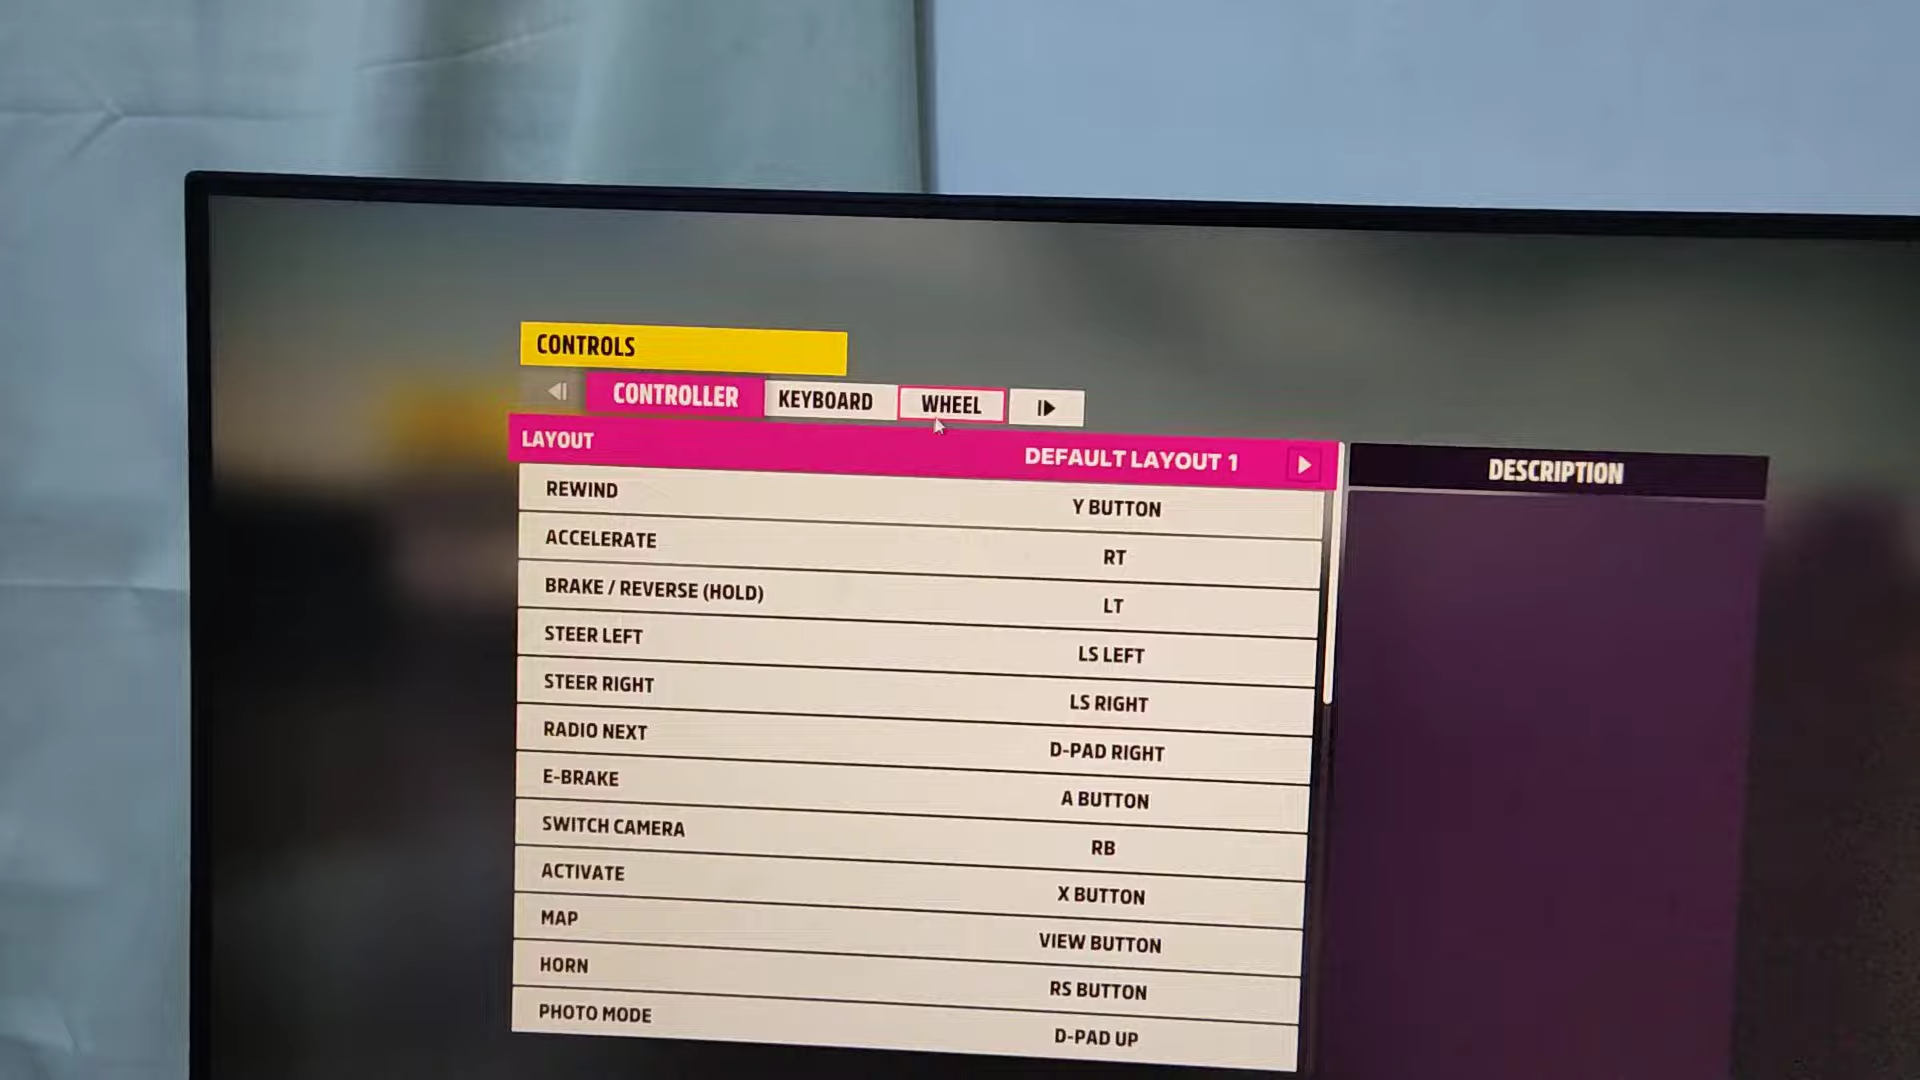 CONTROLS
CONTROLLER KEYBOARD WHEEL
LAYOUT DEFAULT LAYOUT 1
DESCRIPTION
REWIND Y BUTTON
ACCELERATE RT
BRAKE / REVERSE (HOLD) LT
STEER LEFT LS LEFT
STEER RIGHT LS RIGHT
RADIO NEXT D-PAD RIGHT
E-BRAKE A BUTTON
SWITCH CAMERA RB
ACTIVATE X BUTTON
MAP VIEW BUTTON
HORN RS BUTTON
PHOTO MODE D-PAD UP